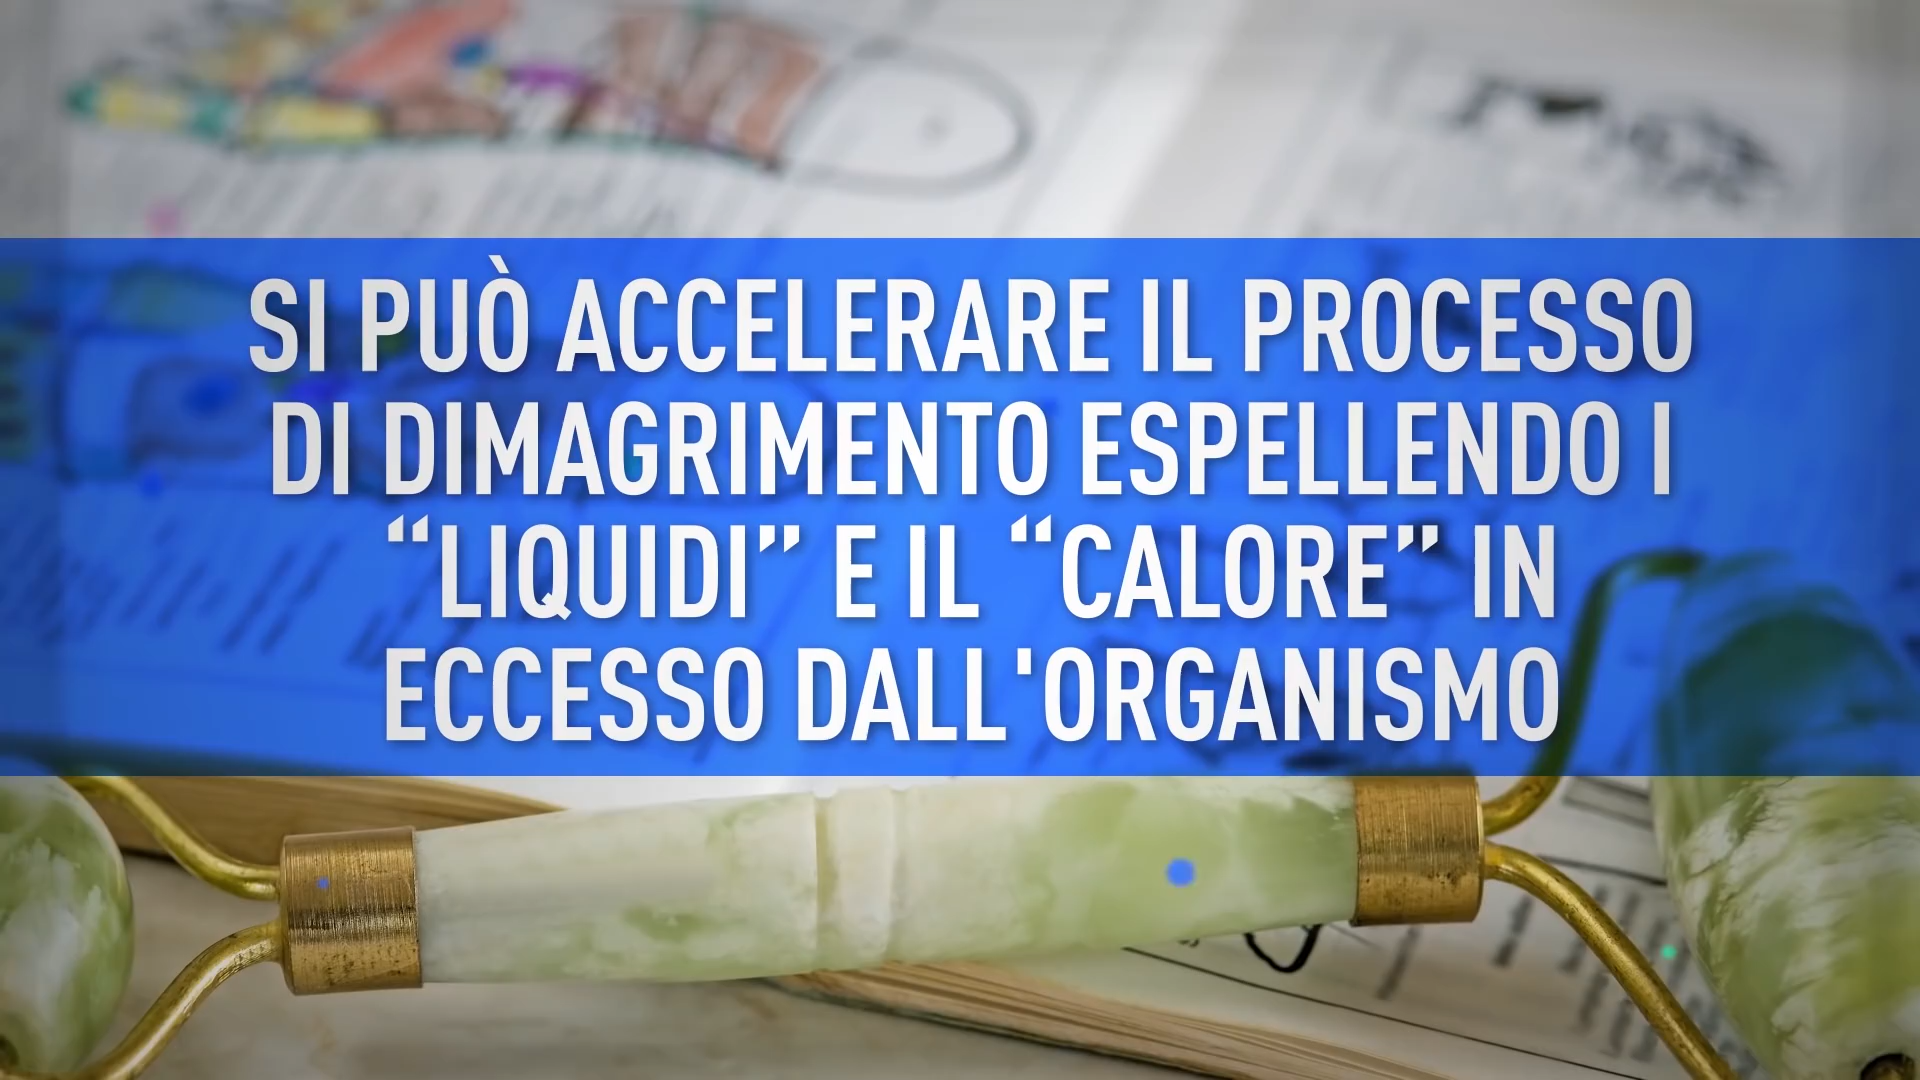 SI PUÒ ACCELERARE IL PROCESSO
DI DIMAGRIMENTO ESPELLENDO I
“LIQUIDI” E IL “CALORE” IN
ECCESSO DALL'ORGANISMO